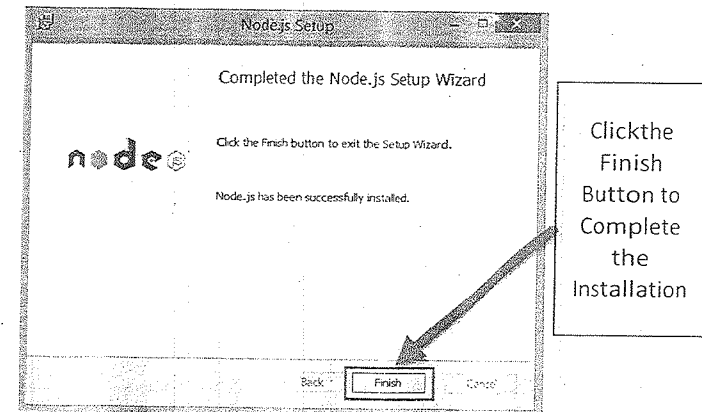 Node.js Setup
Completed the Node.js Setup Wizard
Click the Finish button to exit the Setup Wizard.
Node.js has been successfully installed.
node
Back
Finish
Cancel
Clickthe
Finish
Button to
Complete
the
Installation